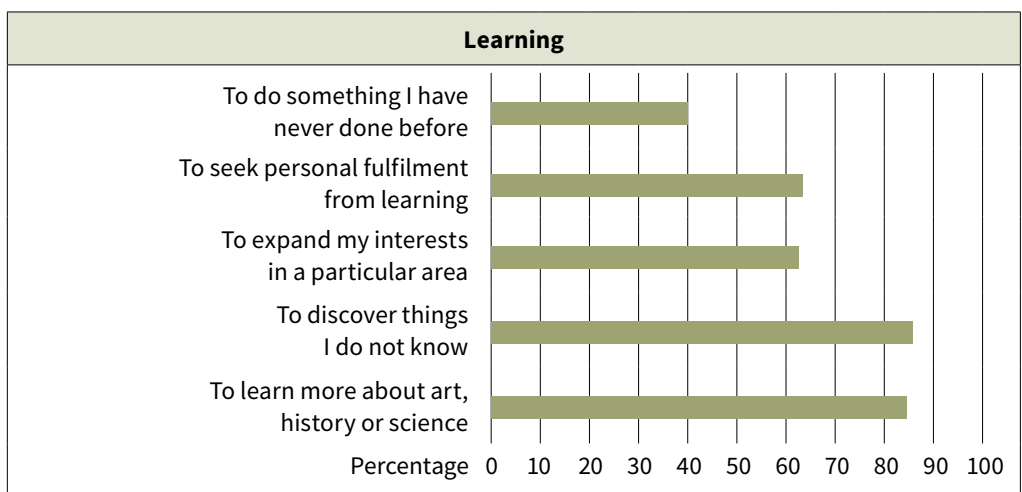 Learning
To do something I have
never done before
To seek personal fulfilment
from learning
To expand my interests
in a particular area
To discover things
I do not know
To learn more about art,
history or science
Percentage 0 10 20 30 40 50 60 70 80 90 100